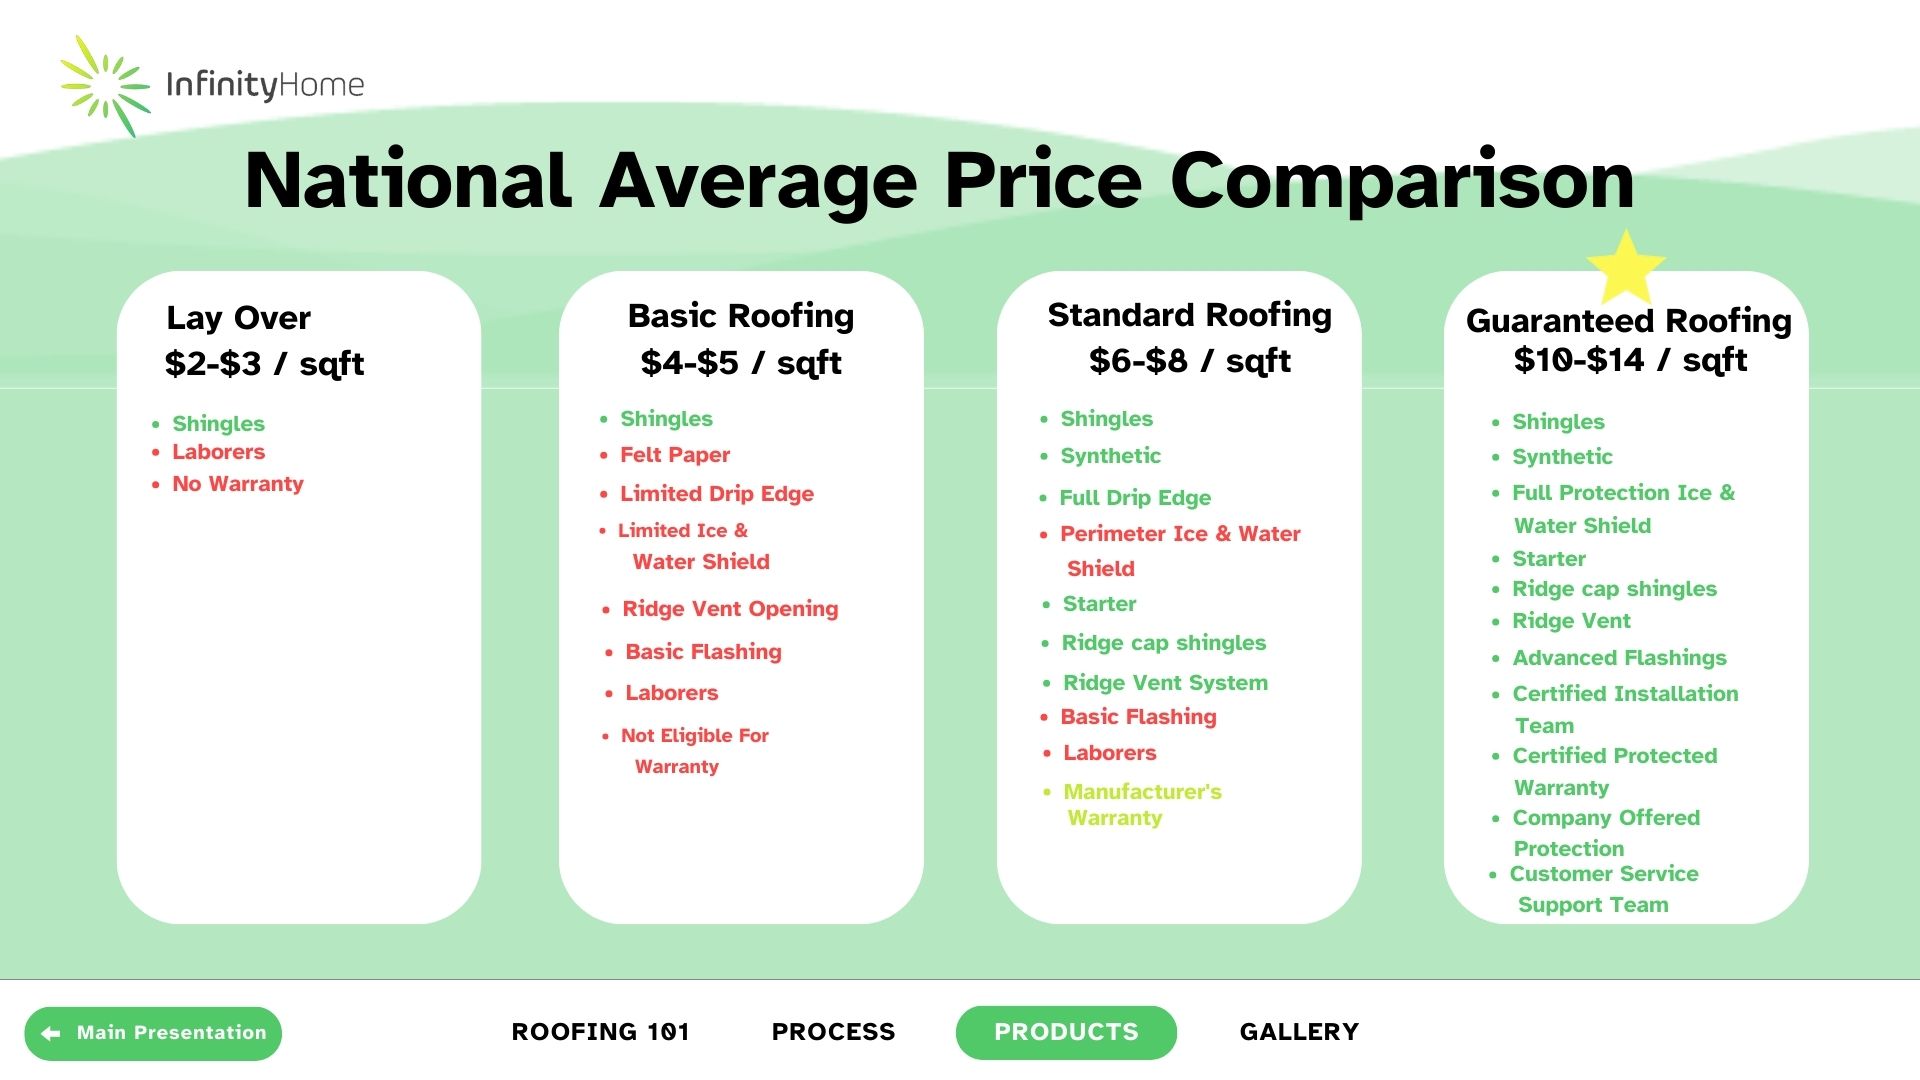 InfinityHome
National Average Price Comparison
Lay Over
$2-$3 / sqft
• Shingles
• Laborers
• No Warranty
Basic Roofing
$4-$5 / sqft
• Shingles
• Felt Paper
• Limited Drip Edge
• Limited Ice &
Water Shield
• Ridge Vent Opening
• Basic Flashing
• Laborers
• Not Eligible For
Warranty
Standard Roofing
$6-$8 / sqft
• Shingles
• Synthetic
• Full Drip Edge
• Perimeter Ice & Water
Shield
• Starter
• Ridge cap shingles
• Ridge Vent System
• Basic Flashing
• Laborers
• Manufacturer's
Warranty
Guaranteed Roofing
$10-$14 / sqft
• Shingles
• Synthetic
• Full Protection Ice &
Water Shield
• Starter
• Ridge cap shingles
• Ridge Vent
• Advanced Flashings
• Certified Installation
Team
• Certified Protected
Warranty
• Company Offered
Protection
• Customer Service
Support Team
Main Presentation
ROOFING 101
PROCESS
PRODUCTS
GALLERY